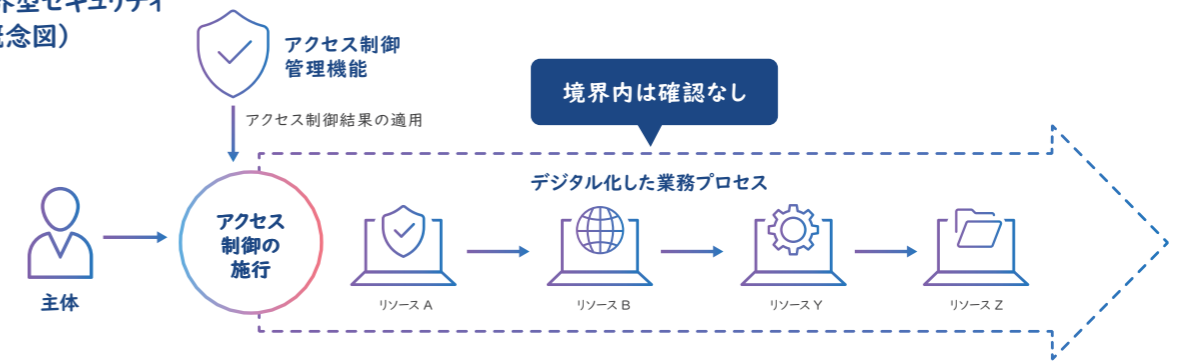 型セキュリティ
念図）
アクセス制御
管理機能
アクセス制御結果の適用
境界内は確認なし
デジタル化した業務プロセス
アクセス
制御の
施行
主体
リソース A
リソース B
リソース Y
リソース Z